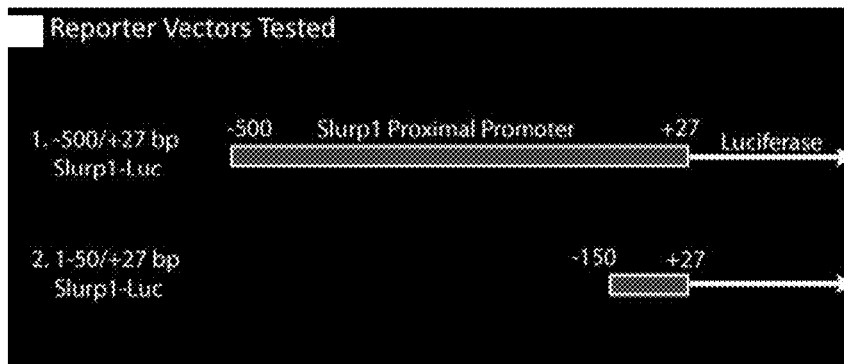 Reporter Vectors Tested
-500 Slurp1 Proximal Promoter +27
1. -500/+27 bp
Luciferase
Slurp1-Luc
-150 +27
2. 1-50/+27 bp
Slurp1-Luc